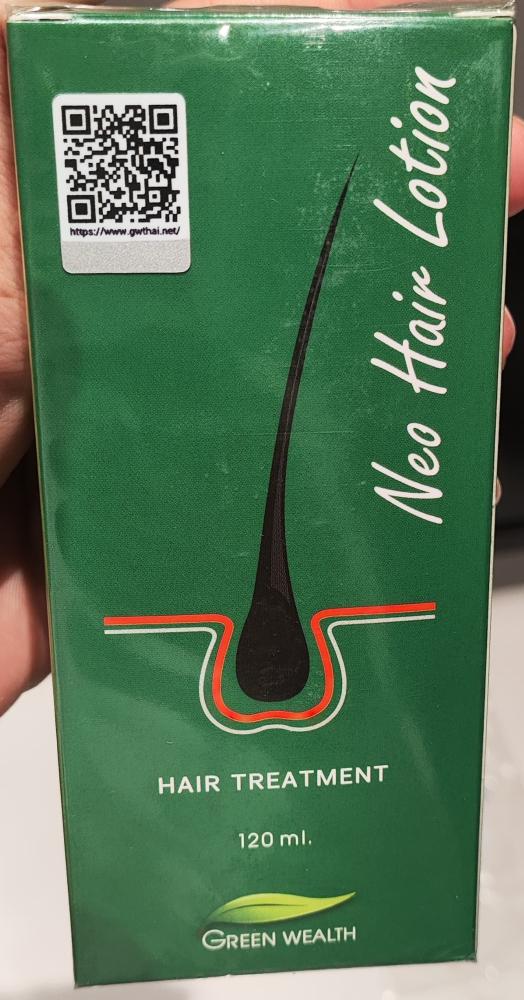 https://www.gwthai.net/
Neo Hair Lotion
HAIR TREATMENT
120 ml.
GREEN WEALTH